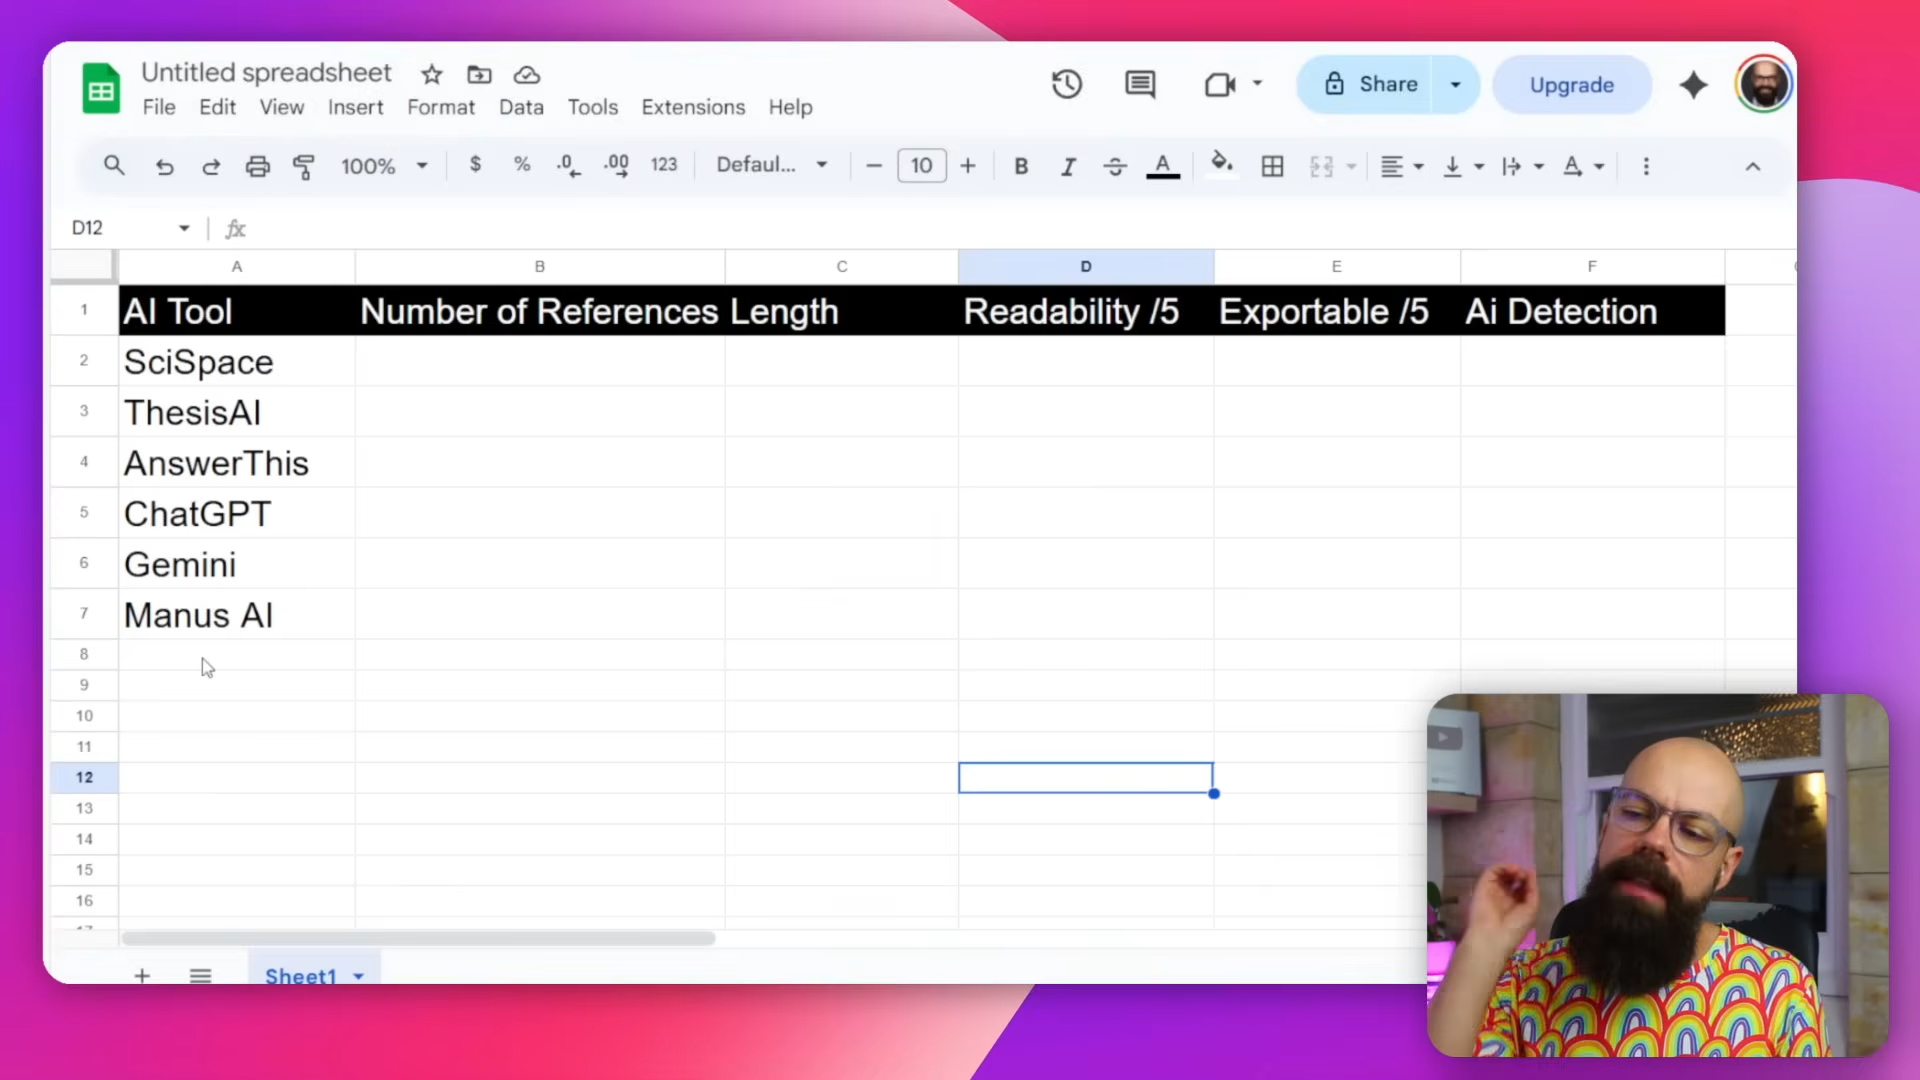 Untitled spreadsheet
File Edit View Insert Format Data Tools Extensions Help
Share
Upgrade
100% $ % .0 .00 123 Defaul... 10 B I A A
D12 fx
A B C D E F
1 AI Tool Number of References Length Readability /5 Exportable /5 Ai Detection
2 SciSpace
3 ThesisAI
4 AnswerThis
5 ChatGPT
6 Gemini
7 Manus AI
8
9
10
11
12
13
14
15
16
Sheet1